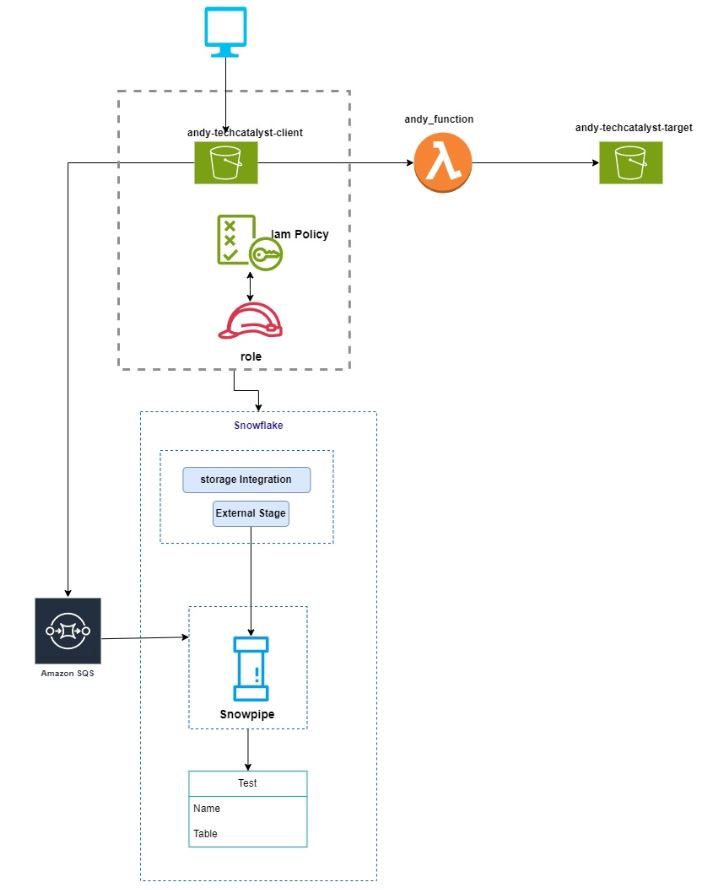 andy_function
andy-techcatalyst-target
andy-techcatalyst-client
Iam Policy
role
Snowflake
storage Integration
External Stage
Amazon SQS
Snowpipe
Test
Name
Table